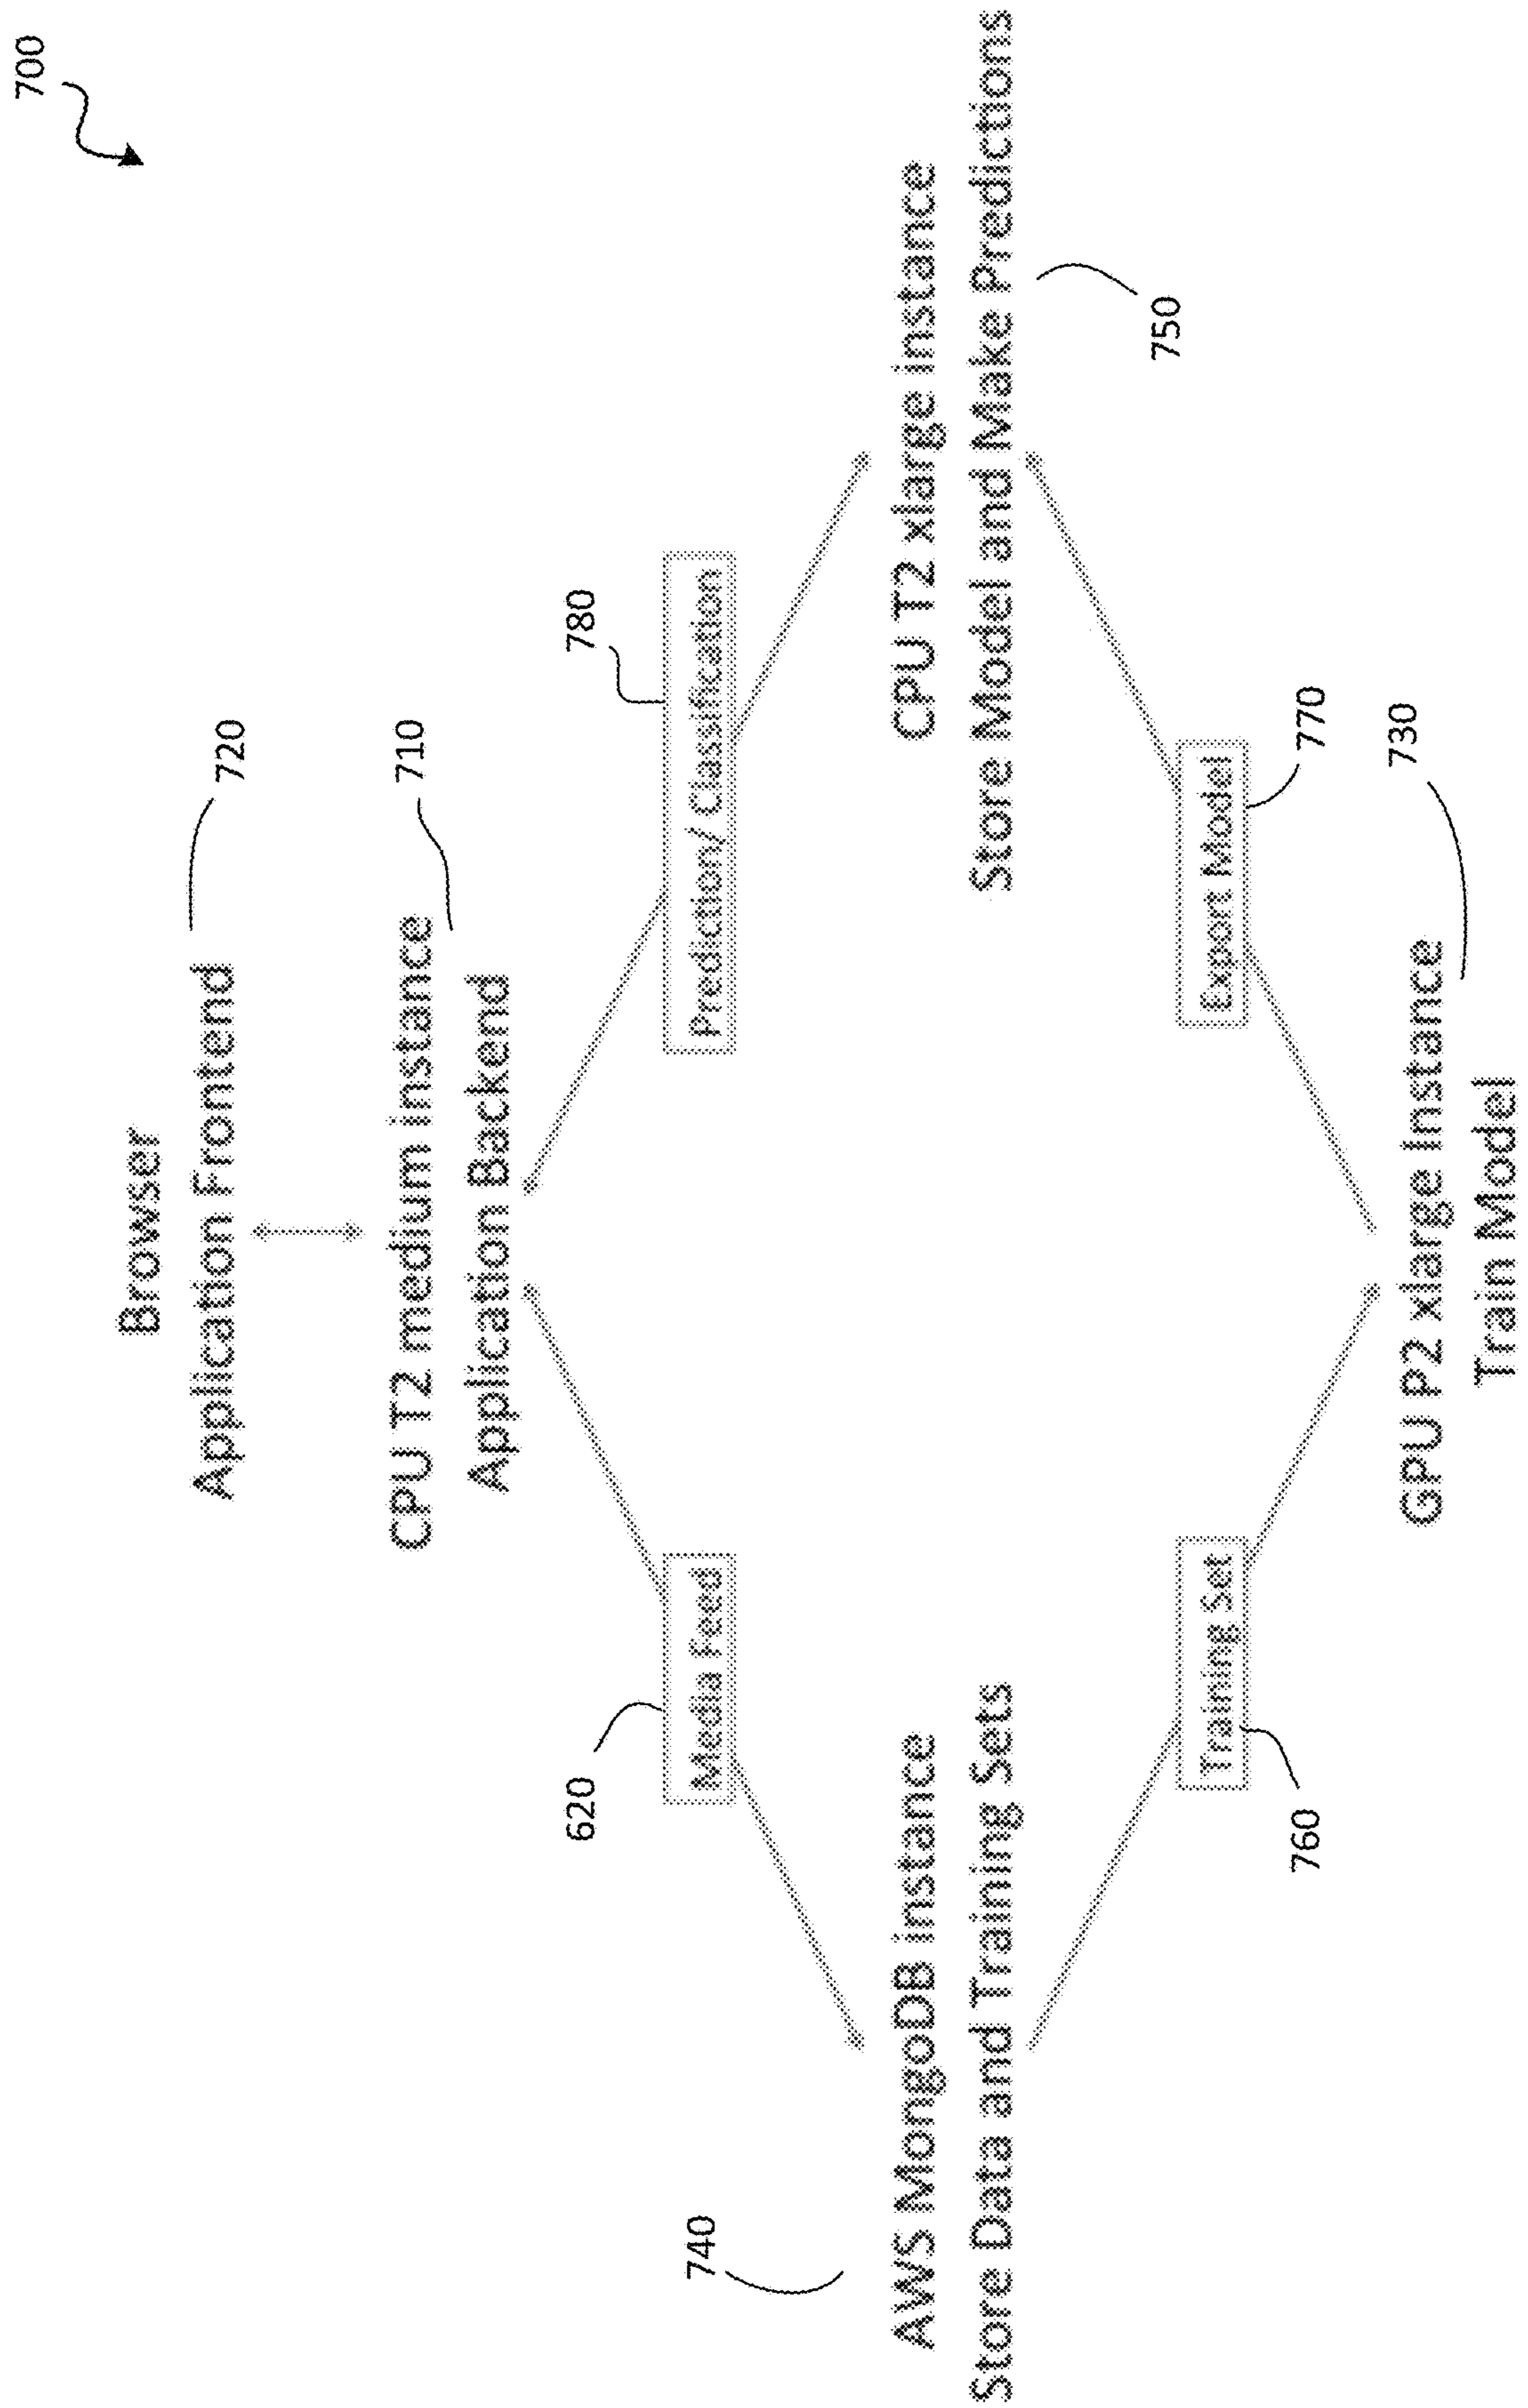 700
Browser
Application Frontend
720
CPU T2 medium instance
Application Backend
710
620
Media Feed
780
Prediction/ Classification
740
AWS MongoDB instance
Store Data and Training Sets
CPU T2 xlarge instance
Store Model and Make Predictions
750
Training Set
760
Export Model
770
GPU P2 xlarge Instance
Train Model
730